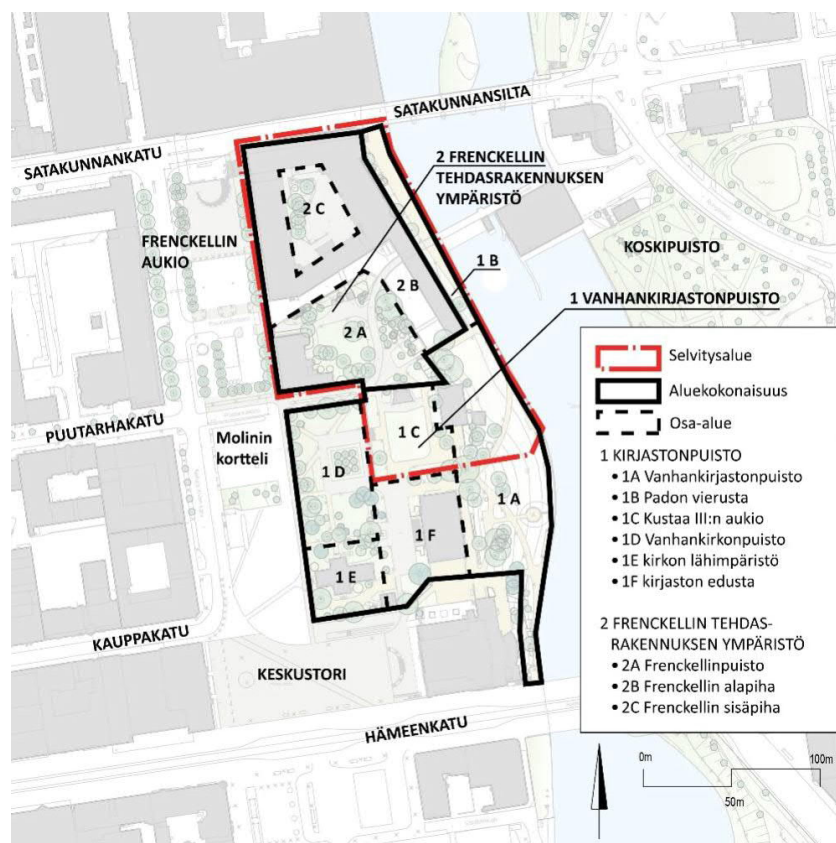 SATAKUNNANSILTA
SATAKUNNANKATU
2 FRENCKELLIN
TEHDASRAKENNUKSEN
YMPÄRISTÖ
2 C
FRENCKELLIN
AUKIO
KOSKIPUISTO
1 B
2 B
1 VANHANKIRJASTONPUISTO
2 A
PUUTARHAKATU
Molinin
kortteli
1 C
1 D
1 A
1 F
1 E
KAUPPAKATU
KESKUSTORI
HÄMEENKATU
Selvitysalue
Aluekokonaisuus
Osa-alue
1 KIRJASTONPUISTO
• 1A Vanhankirjastonpuisto
• 1B Padon vierusta
• 1C Kustaa III:n aukio
• 1D Vanhankirkonpuisto
• 1E kirkon lähimpäristö
• 1F kirjaston edusta
2 FRENCKELLIN TEHDAS-
RAKENNUKSEN YMPÄRISTÖ
• 2A Frenckellinpuisto
• 2B Frenckellin alapiha
• 2C Frenckellin sisäpiha
0m
100m
50m